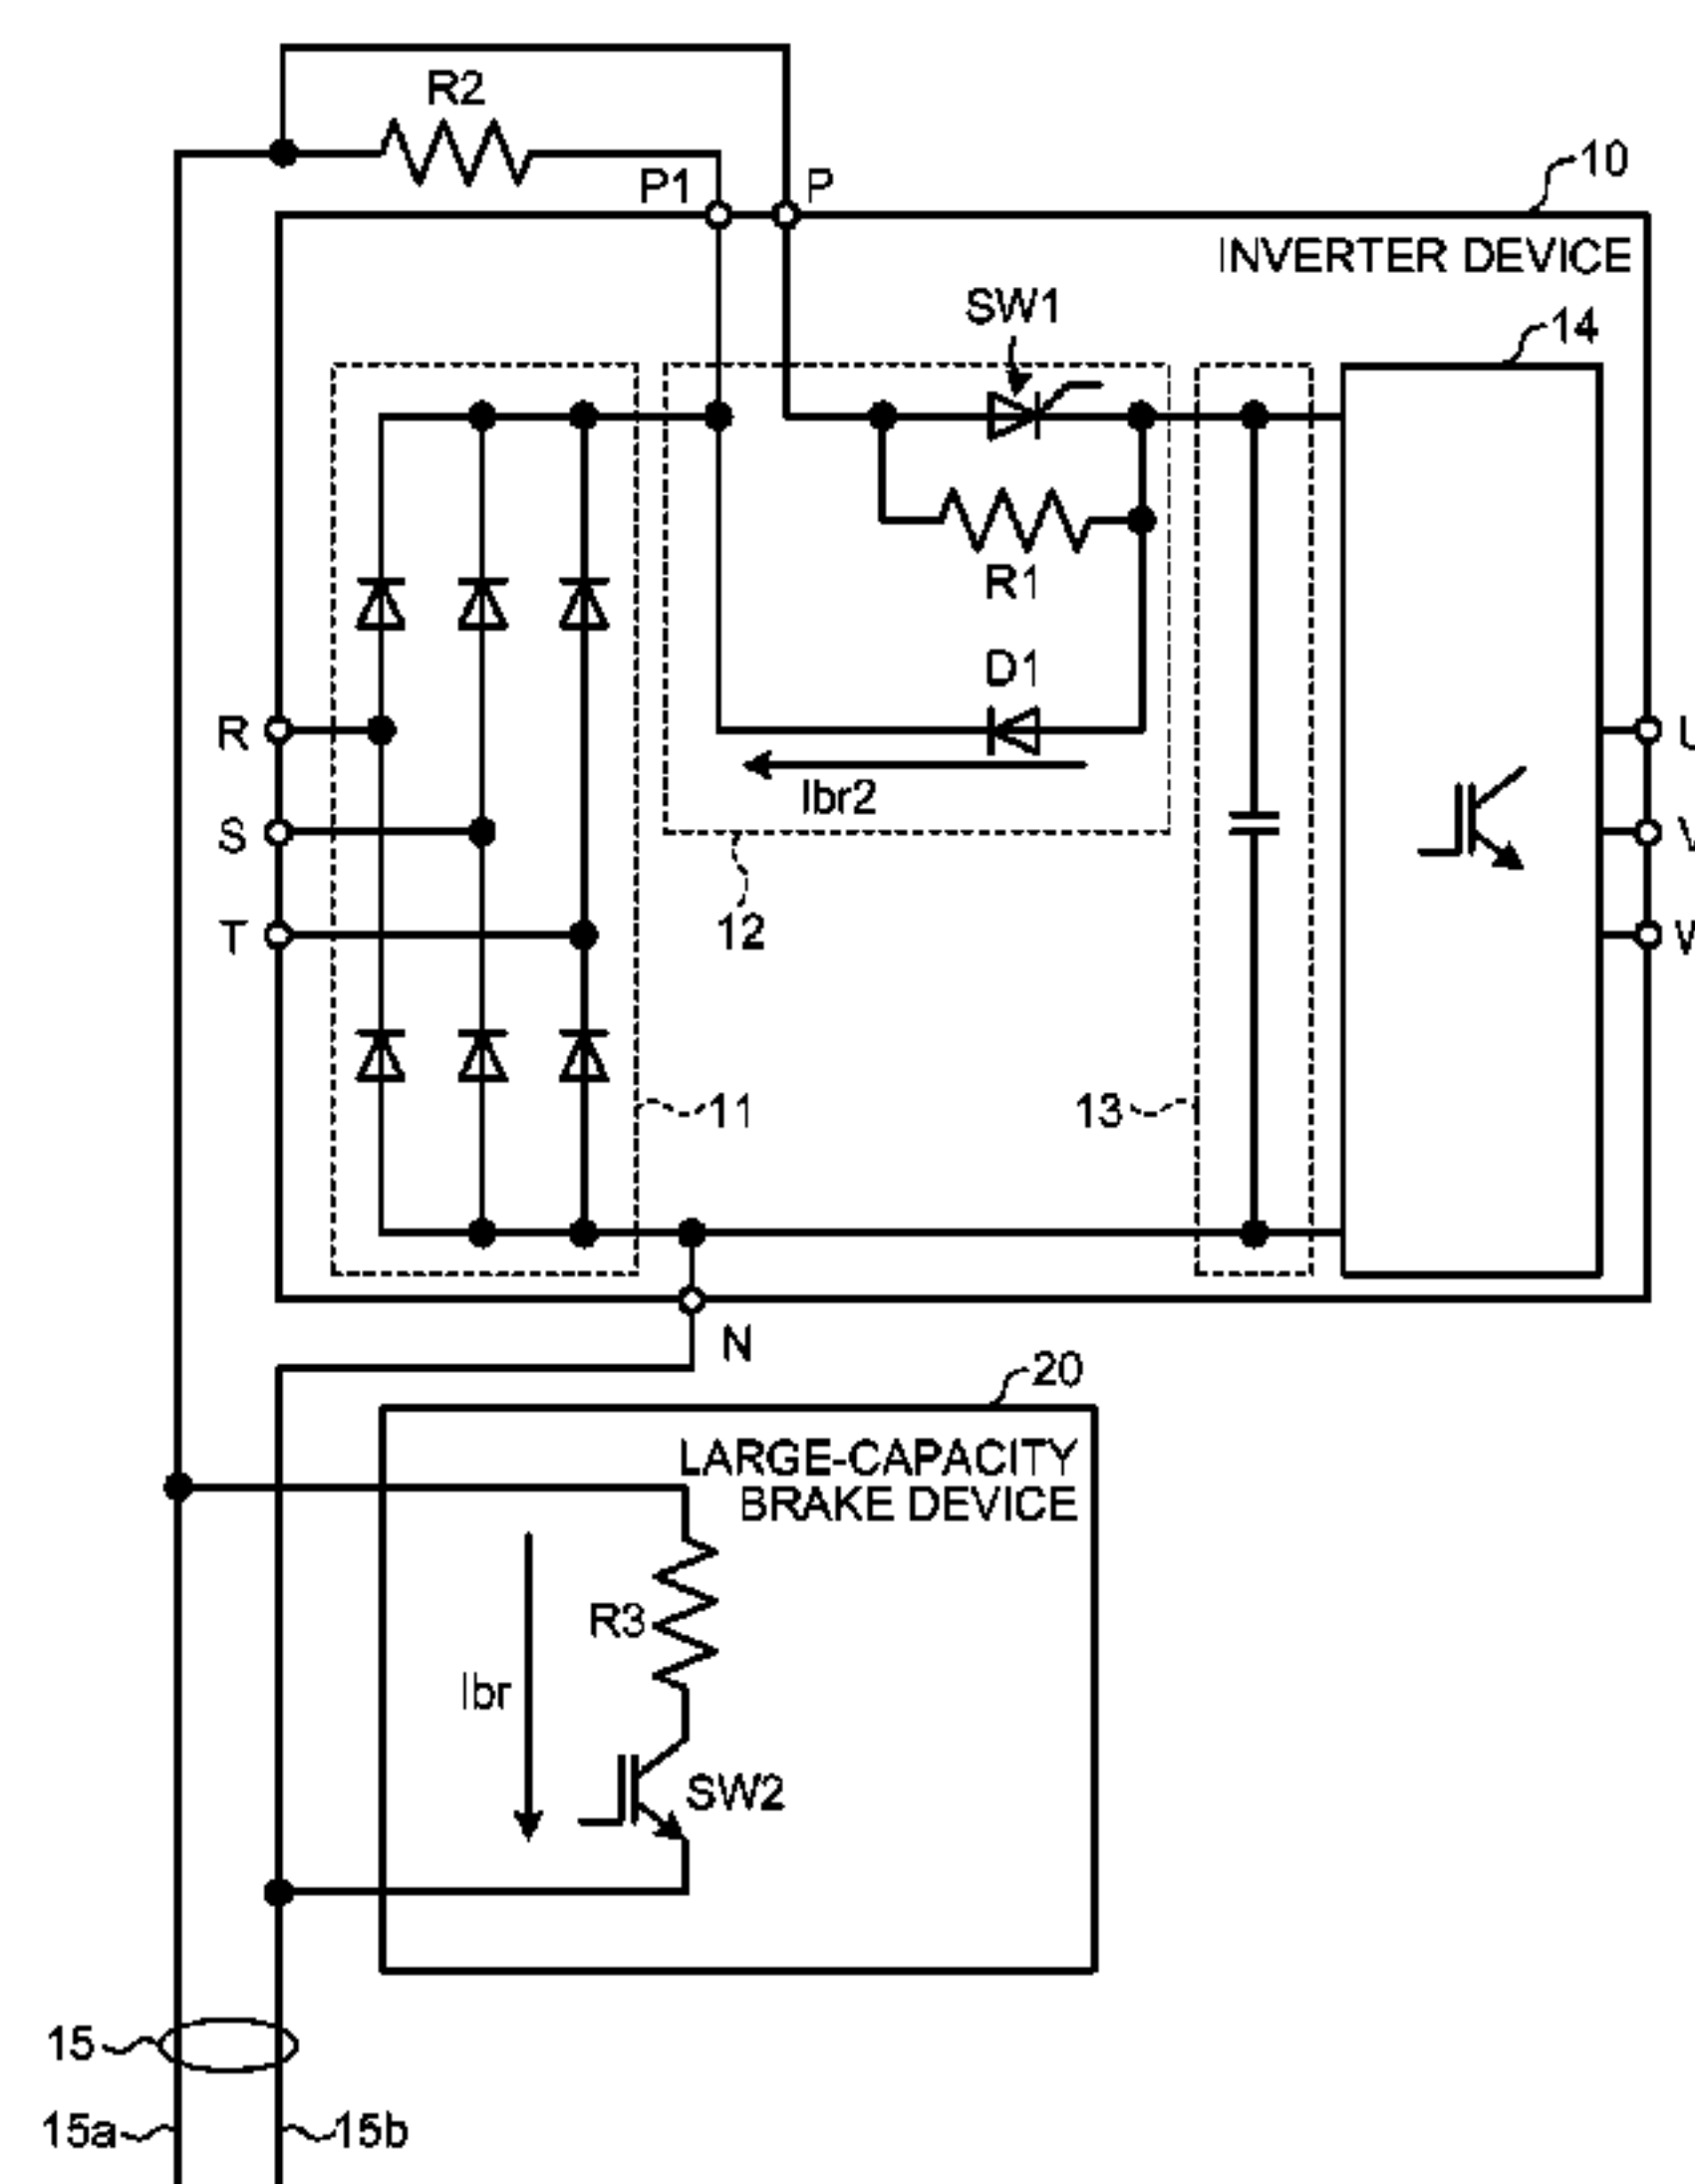 R2
P1
P
10
INVERTER DEVICE
SW1
14
R1
D1
R
U
Ibr2
S
V
12
T
W
11
13
N
20
LARGE-CAPACITY
BRAKE DEVICE
R3
Ibr
SW2
15
15a
15b